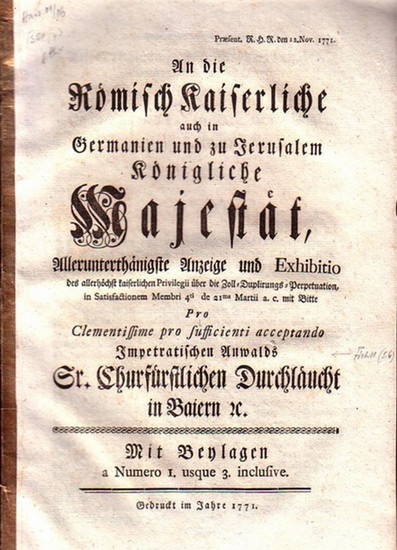 Præsent. R. H. R. den 12. Nov. 1771.
An die
Römisch Kaiserliche
auch in
Germanien und zu Jerusalem
Königliche
Majestät,
Allerunterthänigste Anzeige und Exhibitio
des allerhöchst kaiserlichen Privilegii über die Zoll-Duplirungs-Perpetuation,
in Satisfactionem Membri 4ti de 21ma Martii a. c. mit Bitte
Pro
Clementissime pro sufficienti acceptando
Impetratischen Anwalds
Sr. Churfürstlichen Durchläucht
in Baiern ꝛc.
Mit Beylagen
a Numero 1. usque 3. inclusive.
Gedruckt im Jahre 1771.